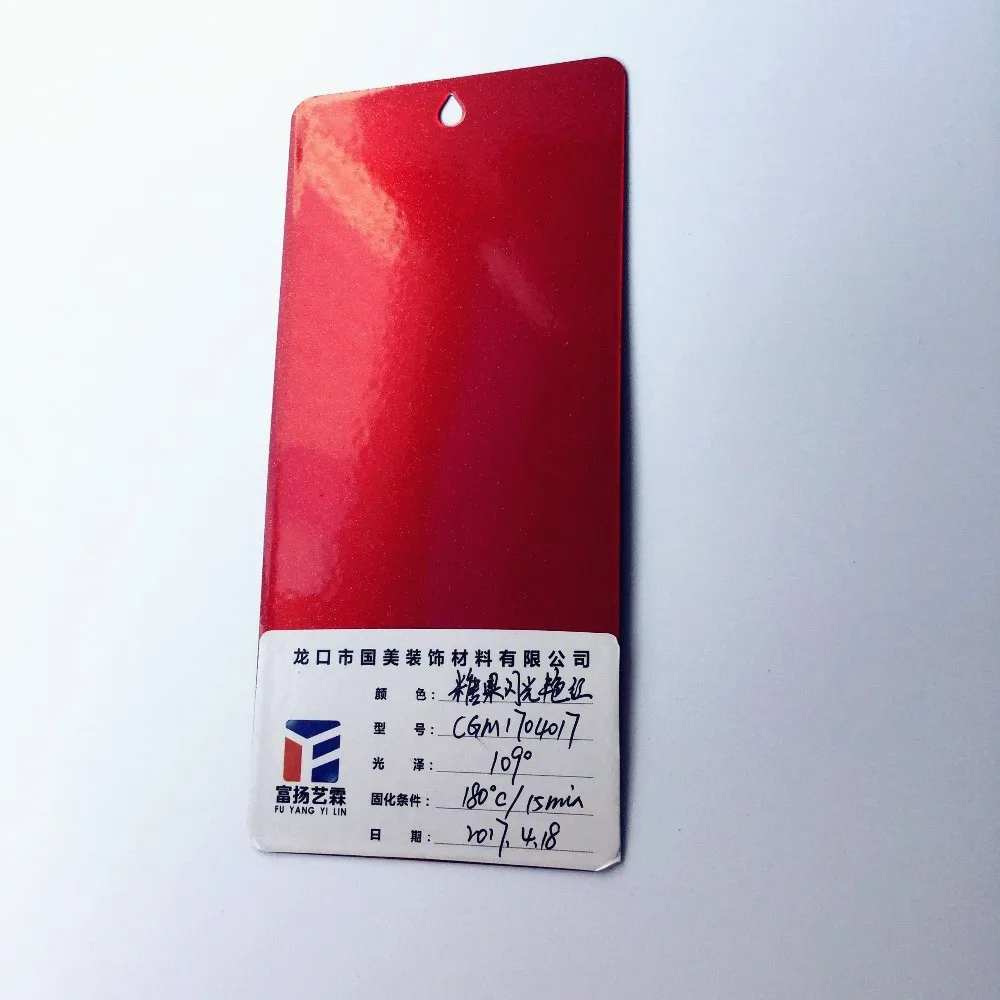 龙口市国美装饰材料有限公司
颜 色: 糖果闪光艳红
型 号: CGM1704017
光 泽: 109°
固化条件: 180°C/15min
日 期: 2017.4.18
富扬艺霖
FU YANG YI LIN